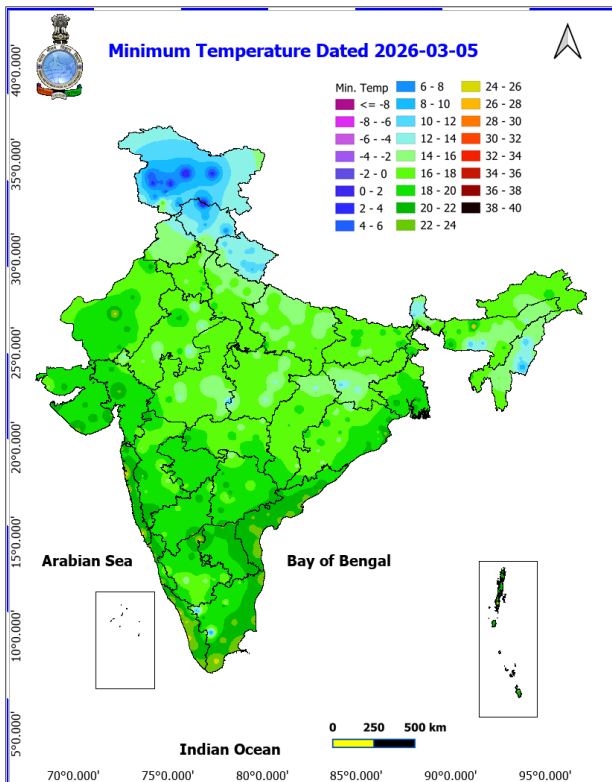 Minimum Temperature Dated 2026-03-05
Min. Temp
<= -8
-8 - -6
-6 - -4
-4 - -2
-2 - 0
0 - 2
2 - 4
4 - 6
6 - 8
8 - 10
10 - 12
12 - 14
14 - 16
16 - 18
18 - 20
20 - 22
22 - 24
24 - 26
26 - 28
28 - 30
30 - 32
32 - 34
34 - 36
36 - 38
38 - 40
40°0.000'
35°0.000'
30°0.000'
25°0.000'
20°0.000'
15°0.000'
10°0.000'
5°0.000'
Arabian Sea
Bay of Bengal
0 250 500 km
Indian Ocean
70°0.000' 75°0.000' 80°0.000' 85°0.000' 90°0.000' 95°0.000'